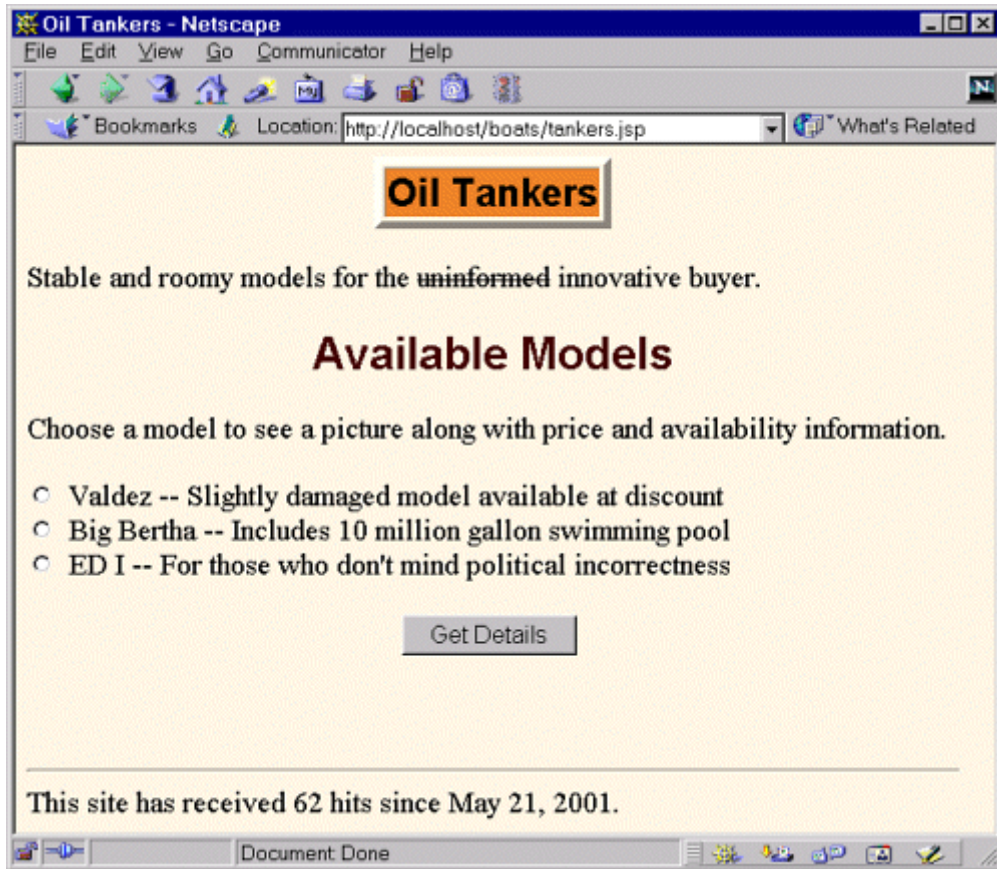 Oil Tankers - Netscape
File Edit View Go Communicator Help
My
N
Bookmarks Location: http://localhost/boats/tankers.jsp What's Related
Oil Tankers
Stable and roomy models for the uninformed innovative buyer.
Available Models
Choose a model to see a picture along with price and availability information.
Valdez -- Slightly damaged model available at discount
Big Bertha -- Includes 10 million gallon swimming pool
ED I -- For those who don't mind political incorrectness
Get Details
This site has received 62 hits since May 21, 2001.
Document: Done